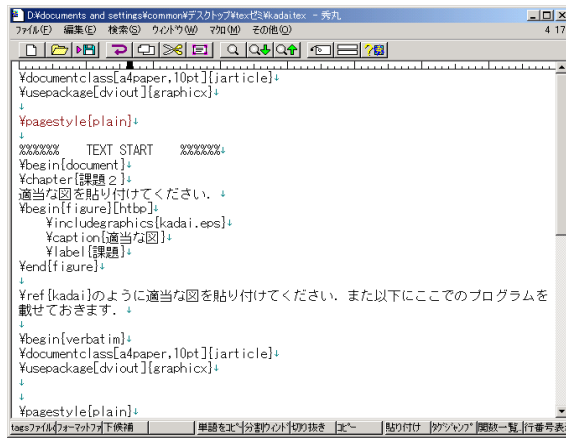 D:¥documents and settings¥common¥デスクトップ¥texゼミ¥kadai.tex - 秀丸
ファイル(F) 編集(E) 検索(S) ウィンドウ(W) マクロ(M) その他(O) 4 17
¥documentclass[a4paper,10pt]{jarticle}↓
¥usepackage[dviout]{graphicx}↓
↓
¥pagestyle{plain}↓
↓
%%%%%% TEXT START %%%%%%↓
¥begin{document}↓
¥chapter{課題2}↓
適当な図を貼り付けてください．↓
¥begin{figure}[htbp]↓
¥includegraphics{kadai.eps}↓
¥caption{適当な図}↓
¥label{課題}↓
¥end{figure}↓
↓
¥ref{kadai}のように適当な図を貼り付けてください．また以下にここでのプログラムを
載せておきます．↓
↓
¥begin{verbatim}↓
¥documentclass[a4paper,10pt]{jarticle}↓
¥usepackage[dviout]{graphicx}↓
↓
↓
¥pagestyle{plain}↓
tagsファイル フォーマットファ 下候補 単語をコピー 分割ウィンド 切り抜き コピー 貼り付け タグジャンプ 関数一覧. 行番号表